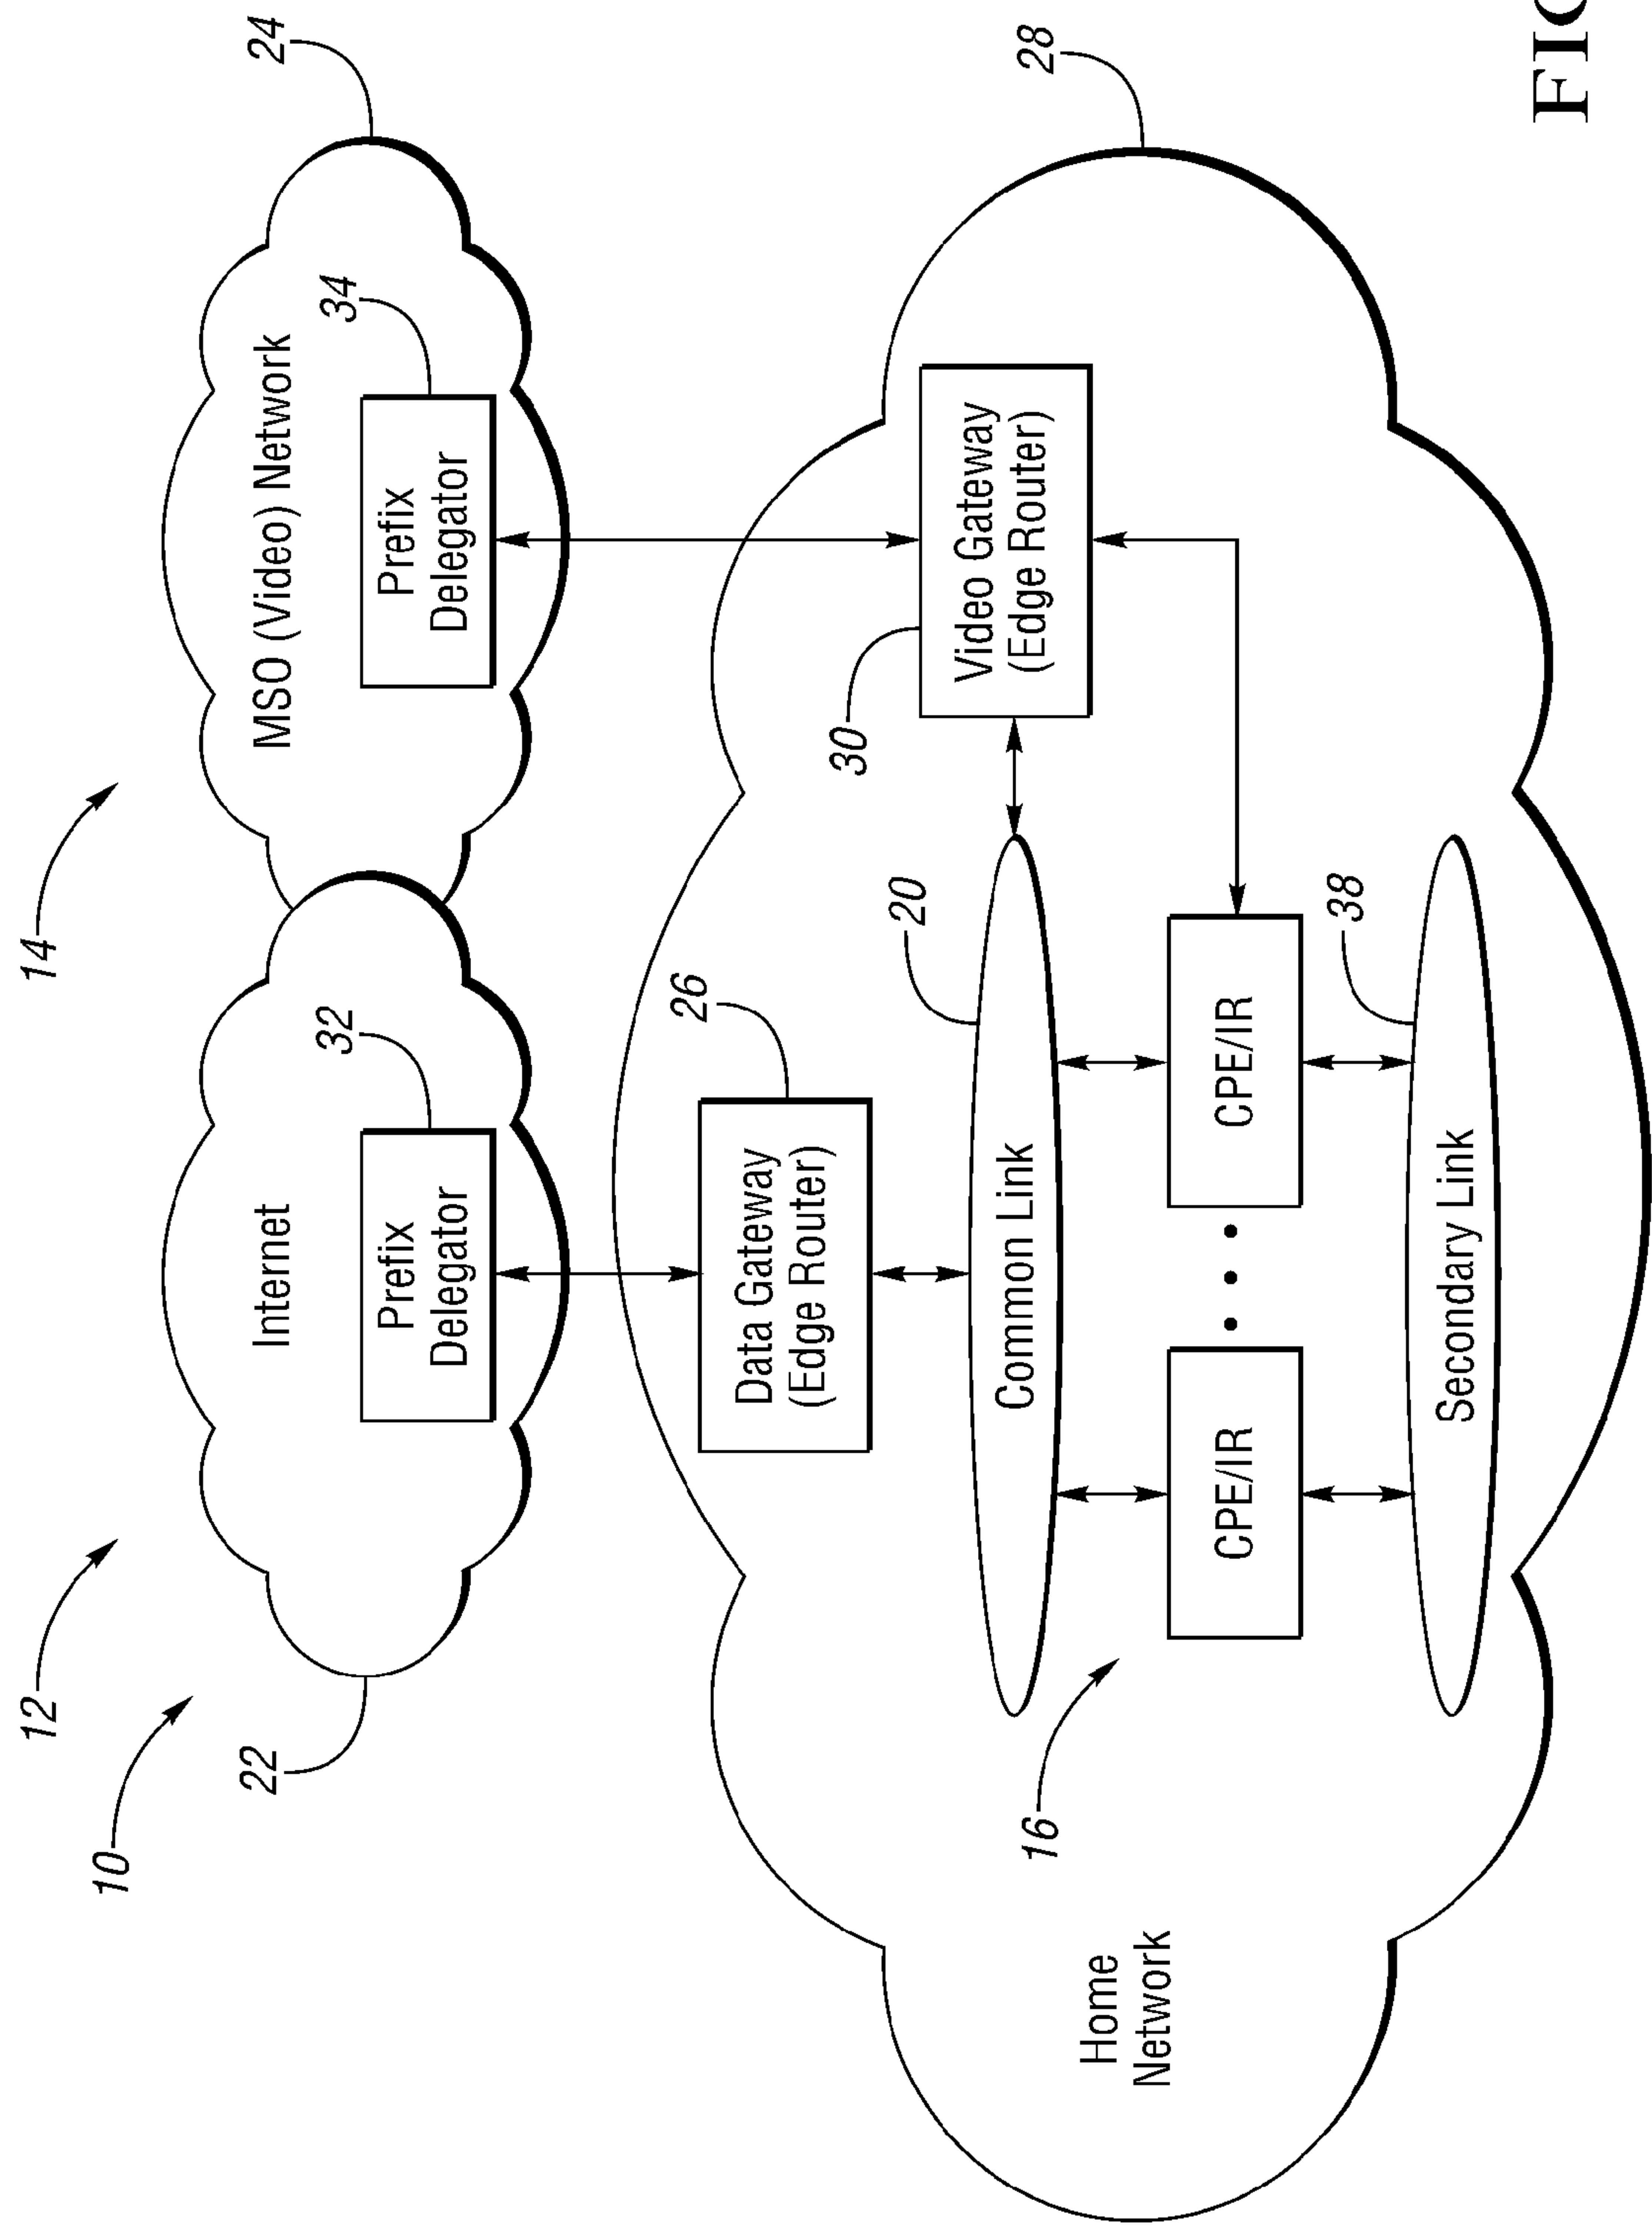 10
12
14
22
Internet
32
Prefix
Delegator
24
MSO (Video) Network
34
Prefix
Delegator
28
26
Data Gateway
(Edge Router)
30
Video Gateway
(Edge Router)
20
Common Link
16
CPE/IR
CPE/IR
38
Secondary Link
Home
Network